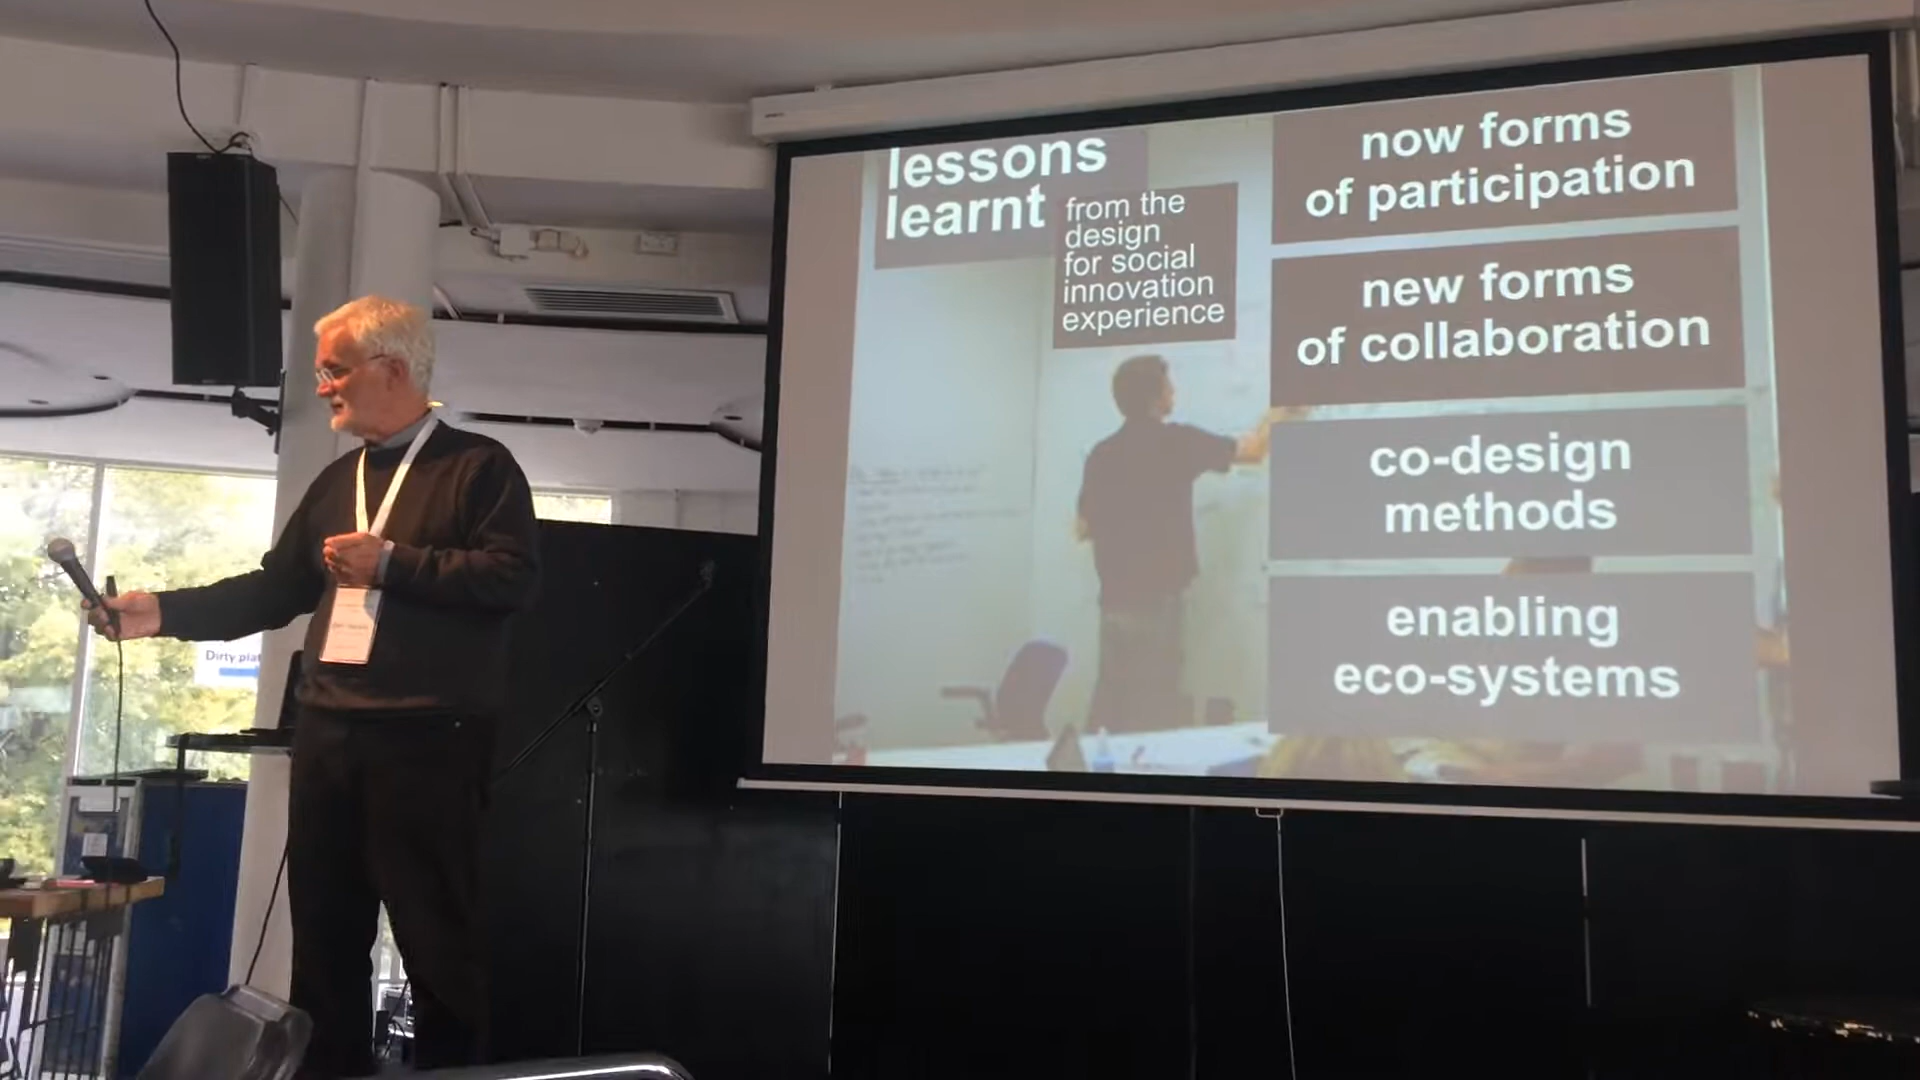 lessons
learnt
from the
design
for social
innovation
experience
now forms
of participation
new forms
of collaboration
co-design
methods
enabling
eco-systems
Dirty